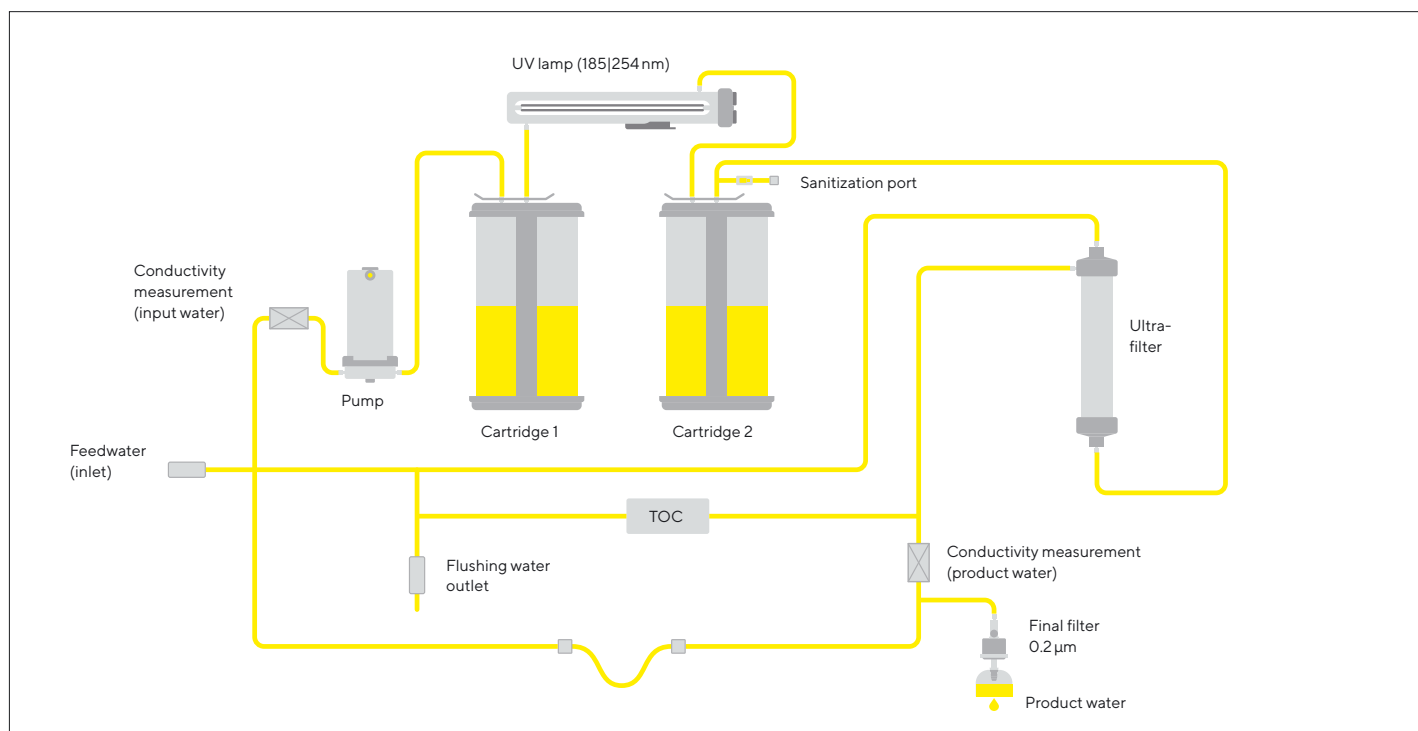 UV lamp (185|254 nm)
Sanitization port
Conductivity
measurement
(input water)
Ultra-
filter
Pump
Cartridge 1
Cartridge 2
Feedwater
(inlet)
TOC
Conductivity measurement
(product water)
Flushing water
outlet
Final filter
0.2 µm
Product water